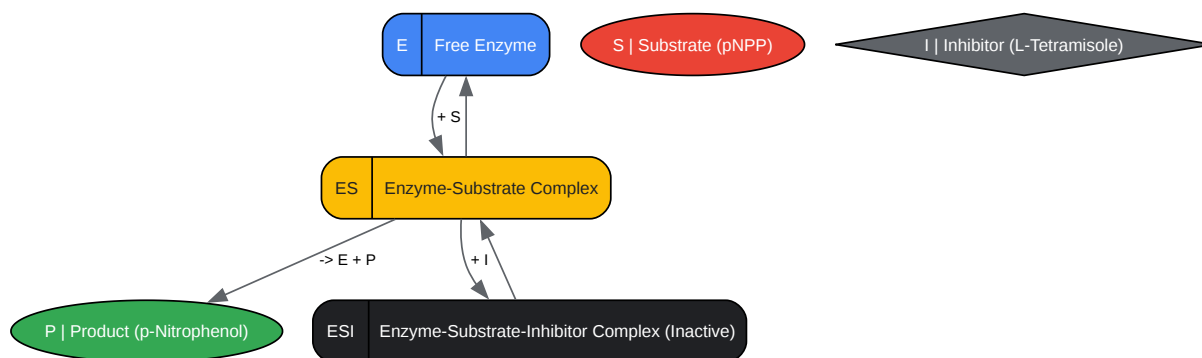 E | Free Enzyme
S | Substrate (pNPP)
I | Inhibitor (L-Tetramisole)
+ S
ES | Enzyme-Substrate Complex
-> E + P
+ I
P | Product (p-Nitrophenol)
ESI | Enzyme-Substrate-Inhibitor Complex (Inactive)